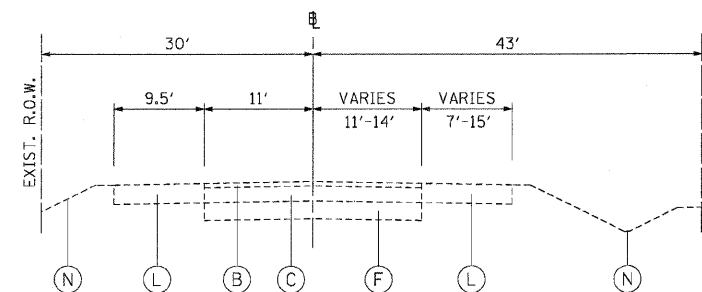 ℄
30' 43'
EXIST. R.O.W.
9.5' 11' VARIES VARIES
11'-14' 7'-15'
N L B C F L N